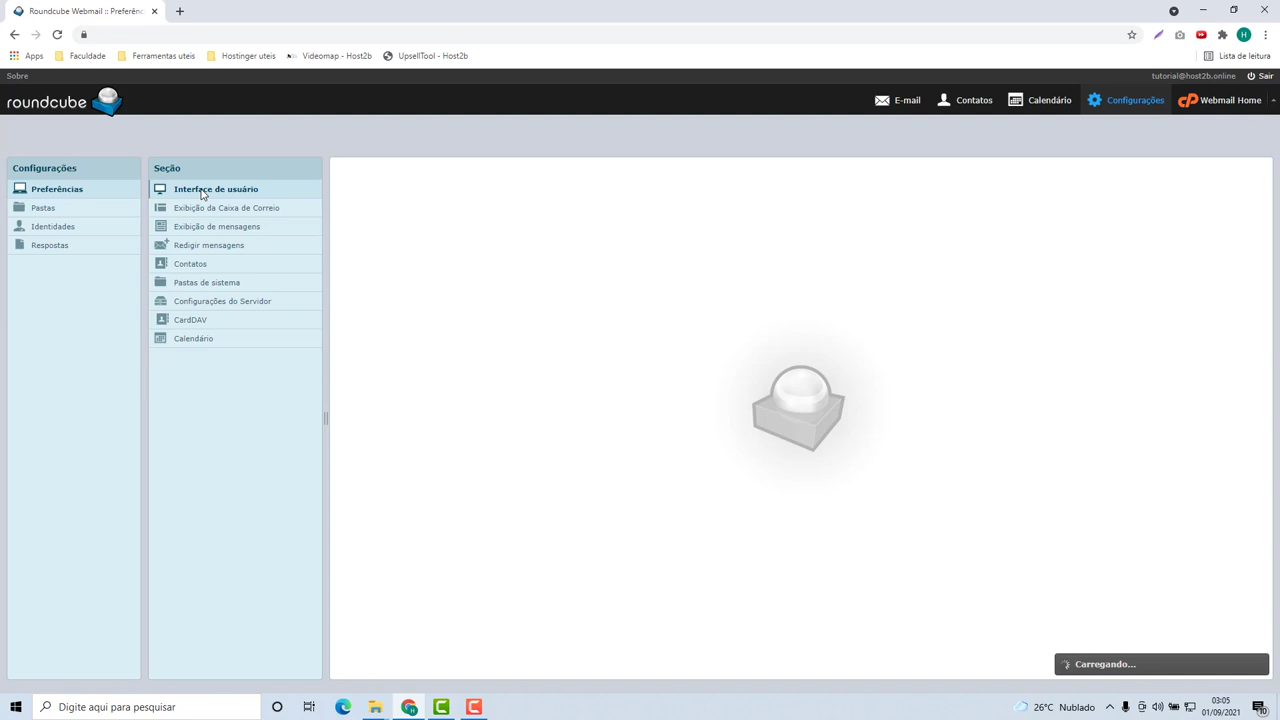 Roundcube Webmail :: Preferênc
Apps Faculdade Ferramentas uteis Hostinger uteis Videomap - Host2b UpsellTool - Host2b Lista de leitura
Sobre tutorial@host2b.online Sair
roundcube E-mail Contatos Calendário Configurações cP Webmail Home
H
Configurações
Preferências
Pastas
Identidades
Respostas
Seção
Interface de usuário
Exibição da Caixa de Correio
Exibição de mensagens
Redigir mensagens
Contatos
Pastas de sistema
Configurações do Servidor
CardDAV
Calendário
Carregando...
Digite aqui para pesquisar
26°C Nublado
03:05
01/09/2021